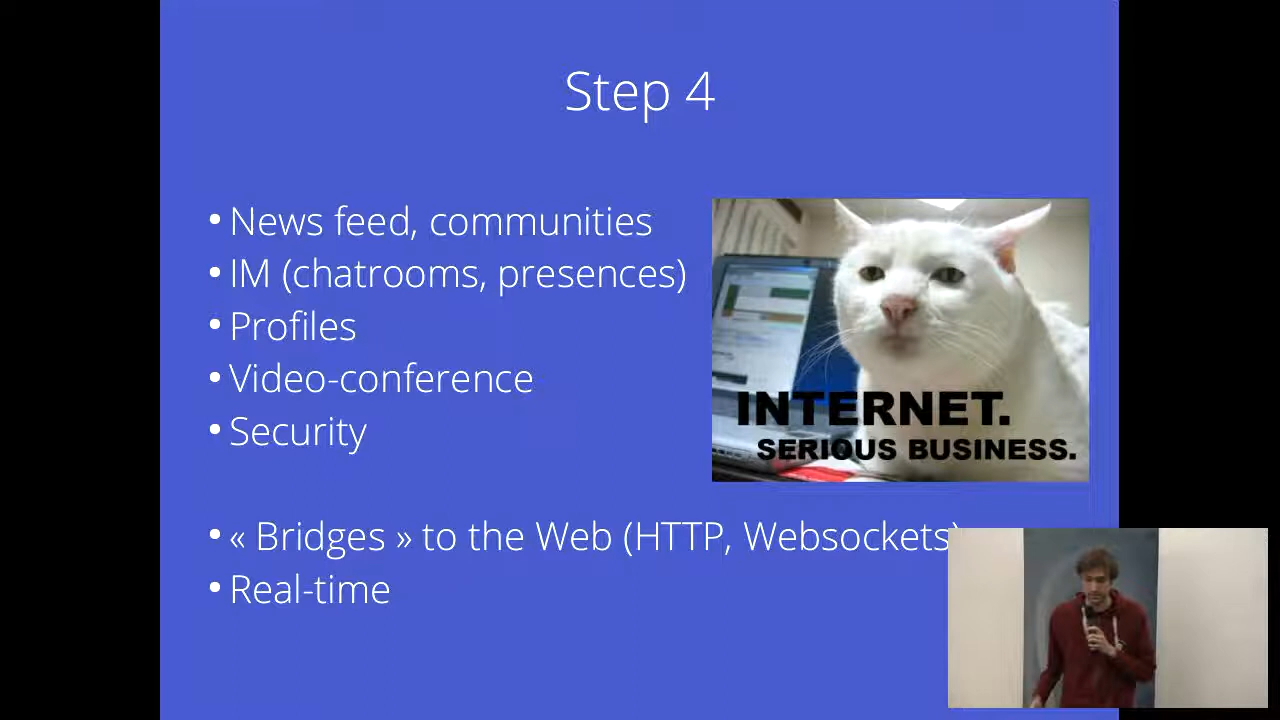 Step 4
• News feed, communities
• IM (chatrooms, presences)
• Profiles
• Video-conference
• Security
INTERNET.
SERIOUS BUSINESS.
• « Bridges » to the Web (HTTP, Websockets)
• Real-time